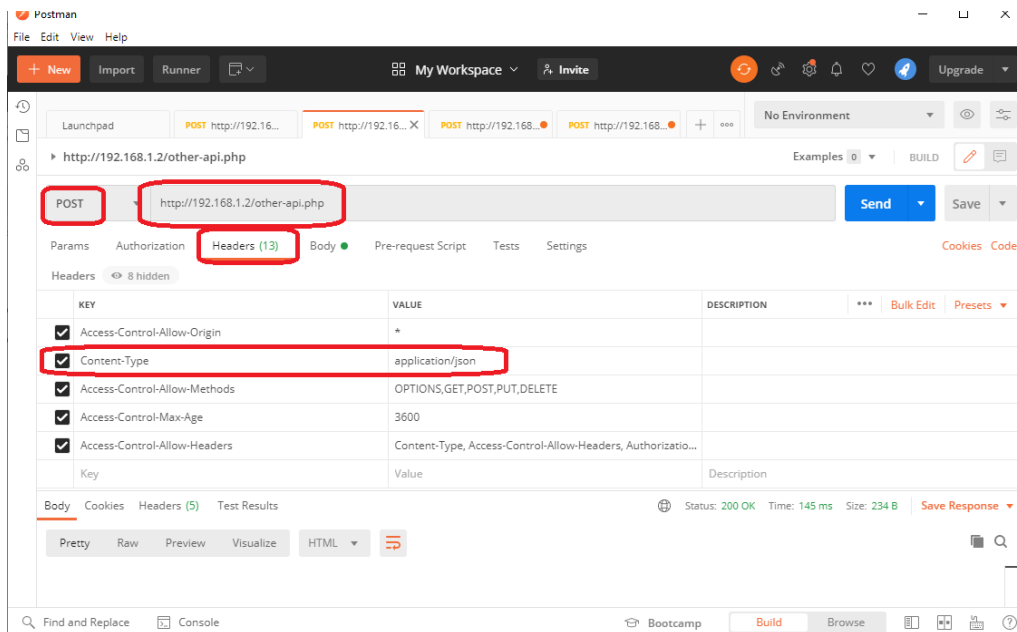 Postman
File Edit View Help
+ New Import Runner My Workspace Invite Upgrade
Launchpad POST http://192.16... POST http://192.16... X POST http://192.168... POST http://192.168... + ooo No Environment
http://192.168.1.2/other-api.php Examples 0 BUILD
POST http://192.168.1.2/other-api.php Send Save
Params Authorization Headers (13) Body Pre-request Script Tests Settings Cookies Code
Headers 8 hidden
KEY VALUE DESCRIPTION ••• Bulk Edit Presets
Access-Control-Allow-Origin *
Content-Type application/json
Access-Control-Allow-Methods OPTIONS,GET,POST,PUT,DELETE
Access-Control-Max-Age 3600
Access-Control-Allow-Headers Content-Type, Access-Control-Allow-Headers, Authorizatio...
Key Value Description
Body Cookies Headers (5) Test Results Status: 200 OK Time: 145 ms Size: 234 B Save Response
Pretty Raw Preview Visualize HTML
Find and Replace Console Bootcamp Build Browse